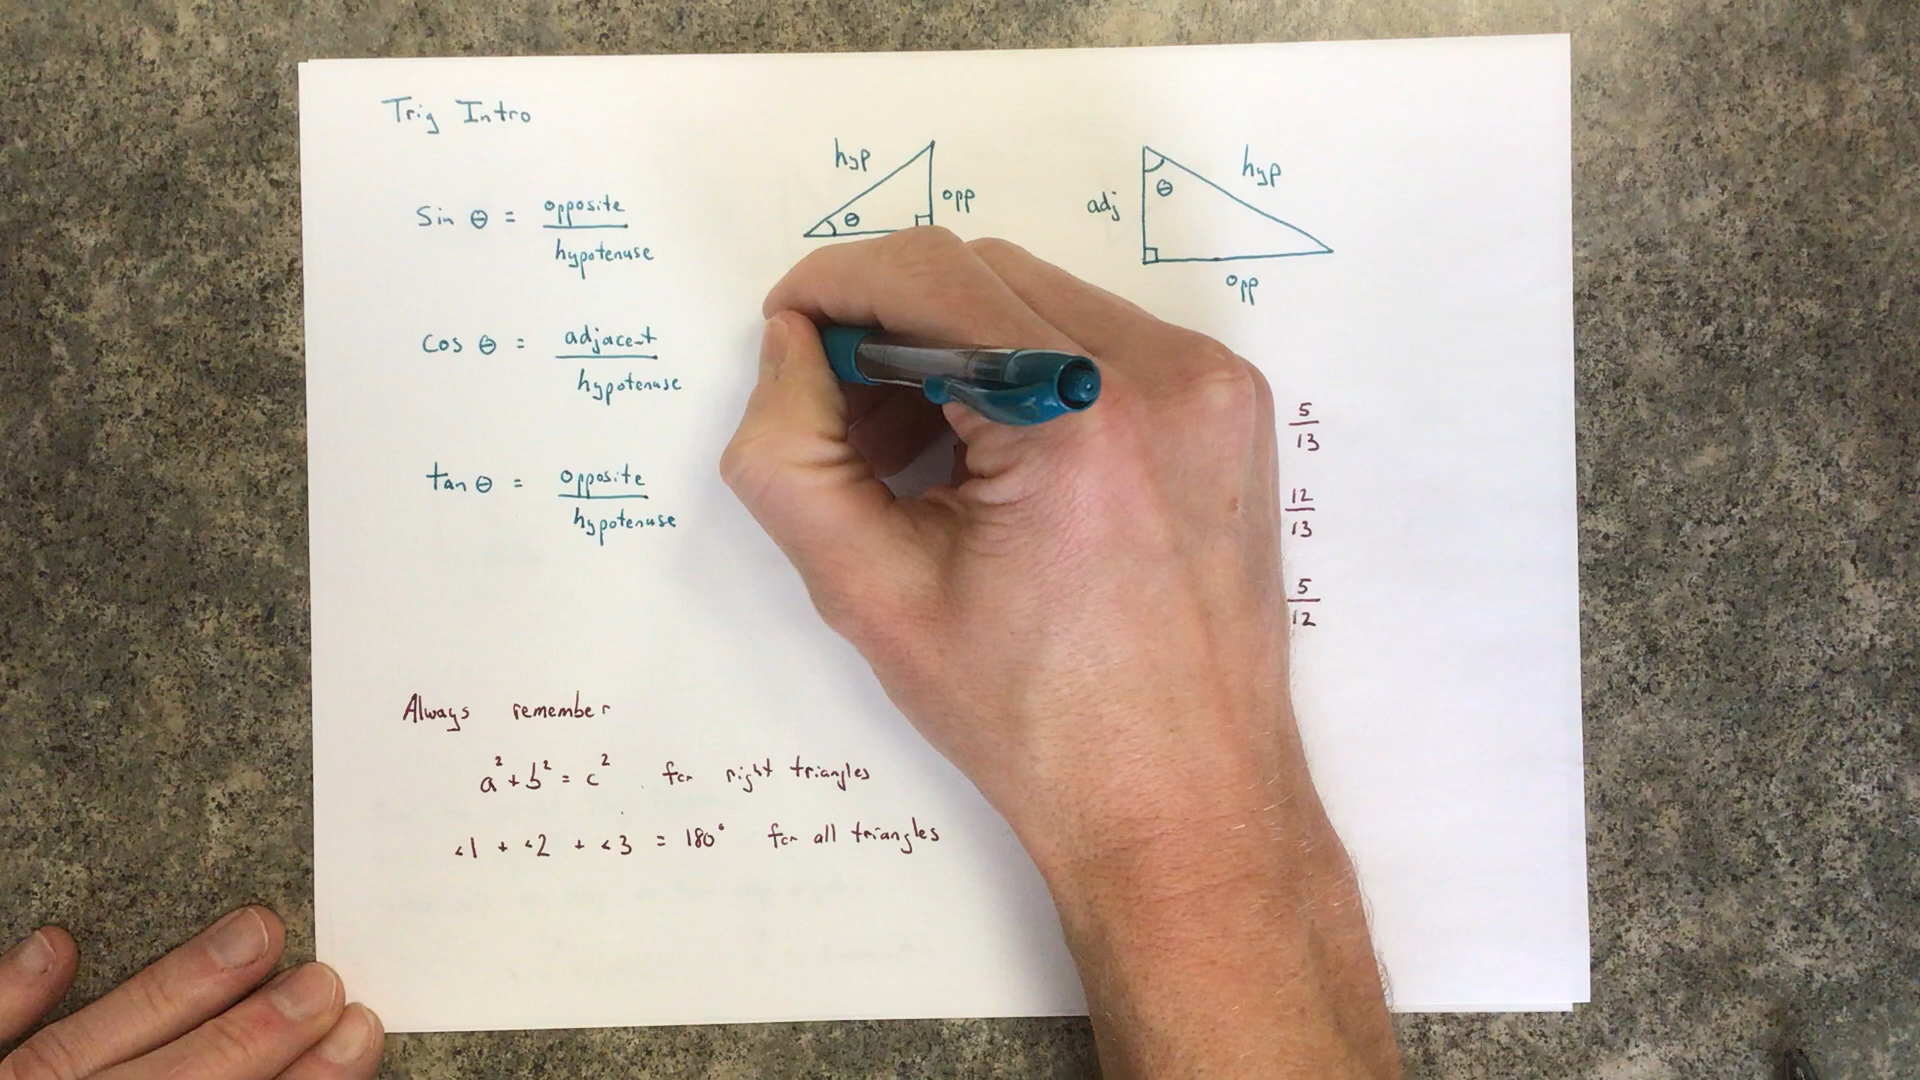 Trig Intro
Sin θ = opposite / hypotenuse
cos θ = adjacent / hypotenuse
tan θ = opposite / hypotenuse
hyp
opp
θ
hyp
adj
θ
opp
5/13
12/13
5/12
Always remember
a² + b² = c² for right triangles
<1 + <2 + <3 = 180° for all triangles